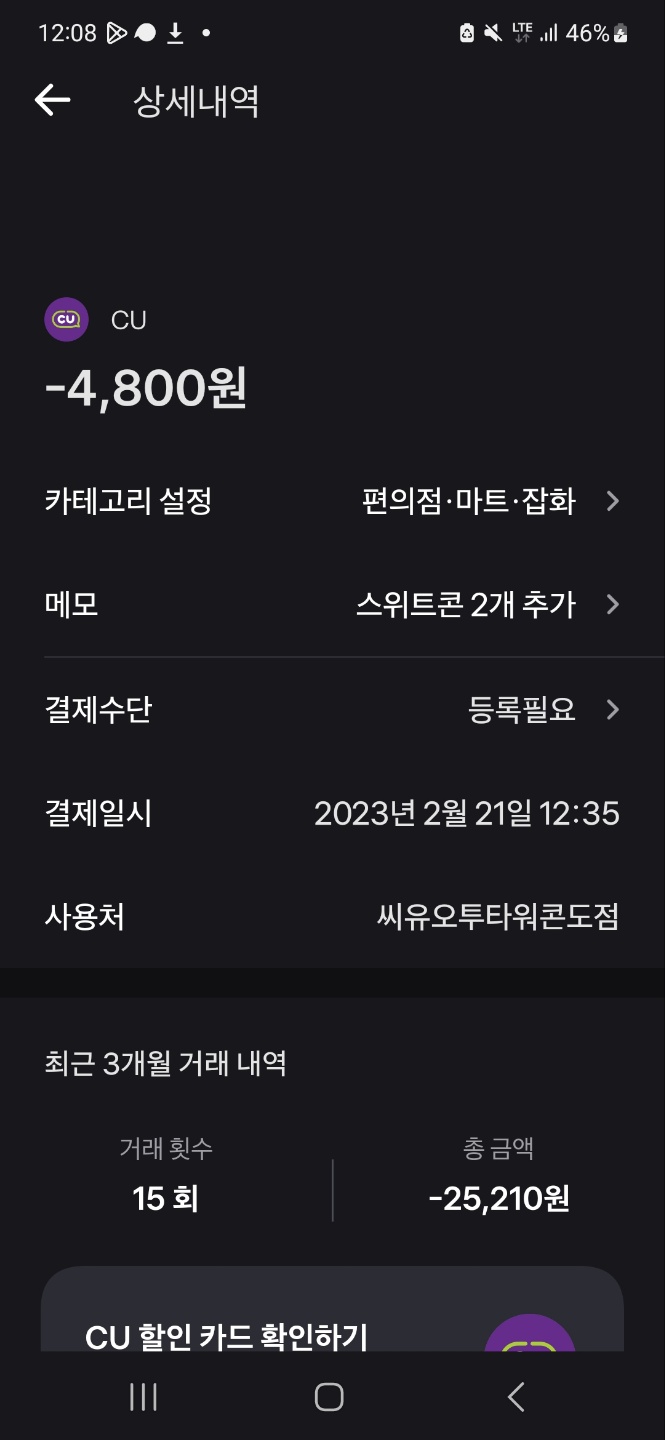 12:08 LTE 46%
상세내역
CU CU
-4,800원
카테고리 설정 편의점·마트·잡화
메모 스위트콘 2개 추가
결제수단 등록필요
결제일시 2023년 2월 21일 12:35
사용처 씨유오투타워콘도점
최근 3개월 거래 내역
거래 횟수 총 금액
15 회 -25,210원
CU 할인 카드 확인하기